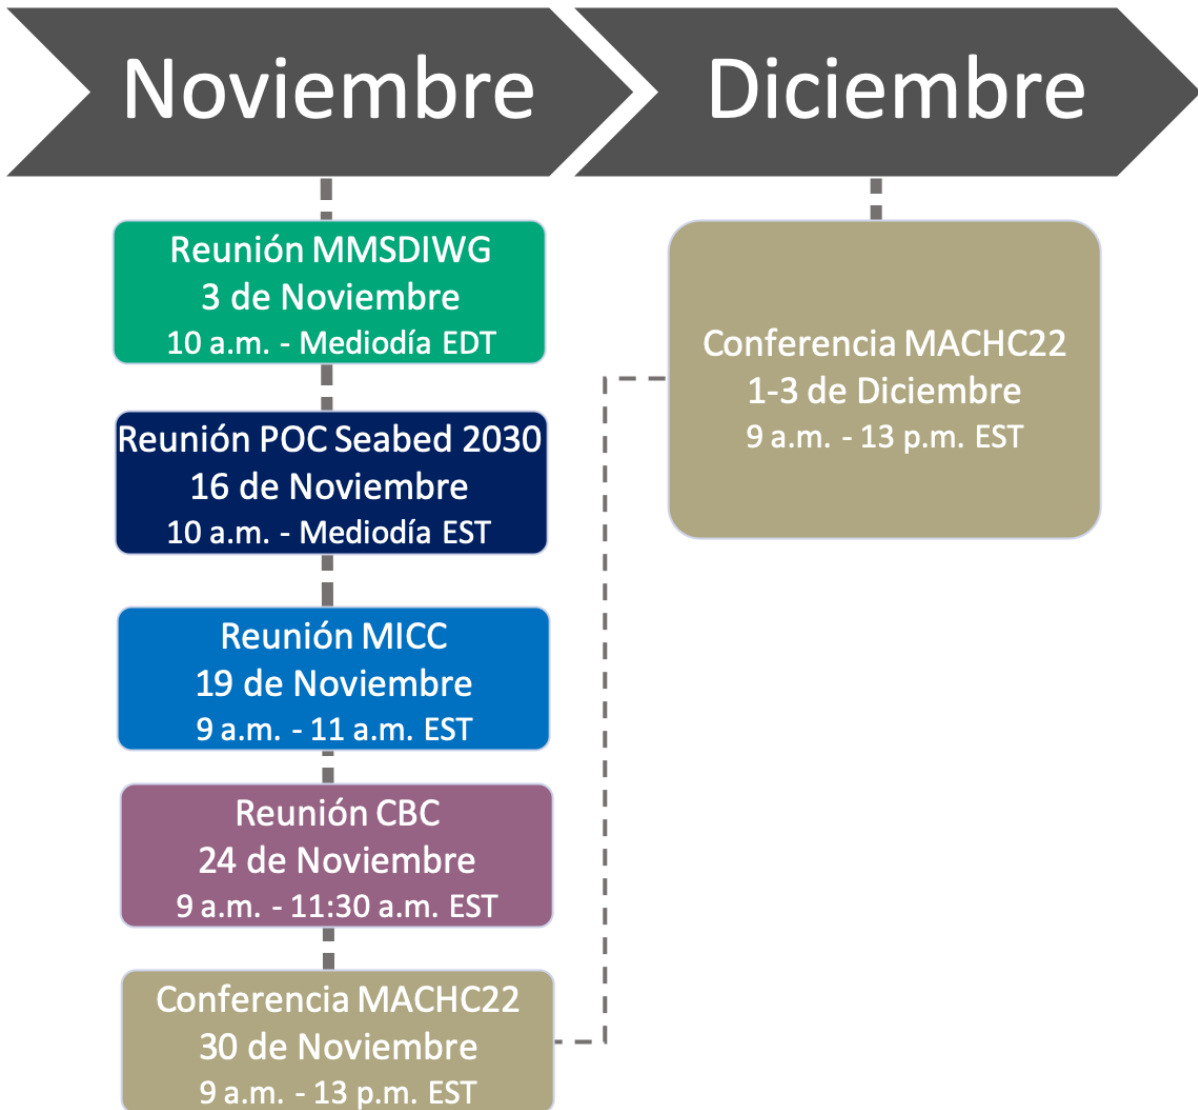 Noviembre
Diciembre
Reunión MMSDIWG
3 de Noviembre
10 a.m. - Mediodía EDT
Reunión POC Seabed 2030
16 de Noviembre
10 a.m. - Mediodía EST
Reunión MICC
19 de Noviembre
9 a.m. - 11 a.m. EST
Reunión CBC
24 de Noviembre
9 a.m. - 11:30 a.m. EST
Conferencia MACHC22
30 de Noviembre
9 a.m. - 13 p.m. EST
Conferencia MACHC22
1-3 de Diciembre
9 a.m. - 13 p.m. EST